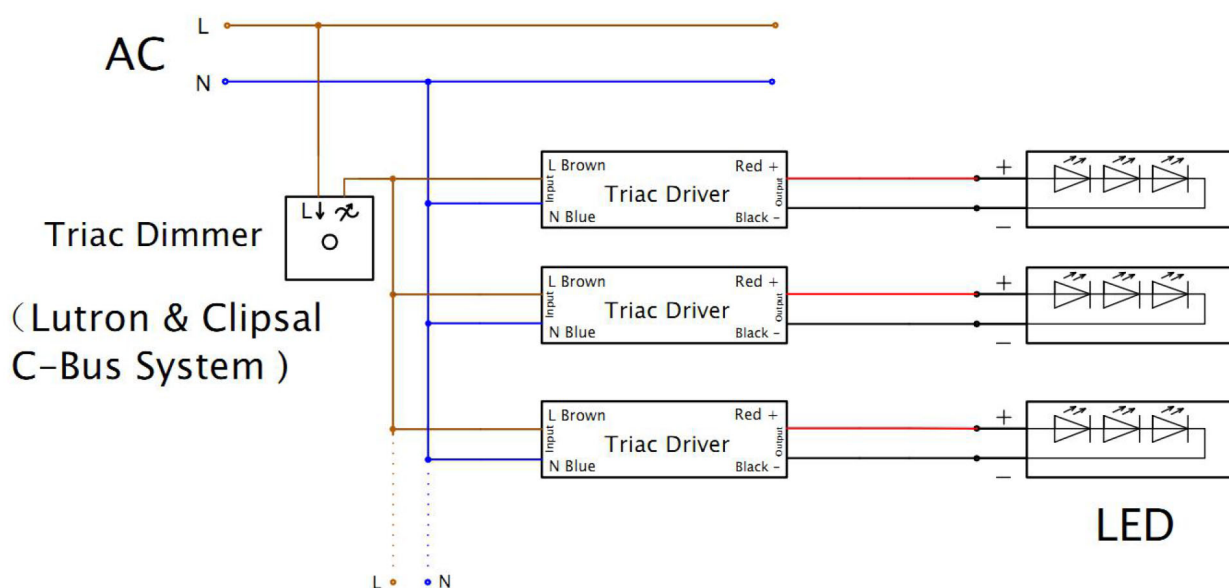 L
AC
N
L Brown
Input
N Blue
Triac Driver
Red +
Output
Black –
+
–
L
Triac Dimmer
(Lutron & Clipsal
C–Bus System )
L Brown
Input
N Blue
Triac Driver
Red +
Output
Black –
+
–
L Brown
Input
N Blue
Triac Driver
Red +
Output
Black –
+
–
LED
L
N